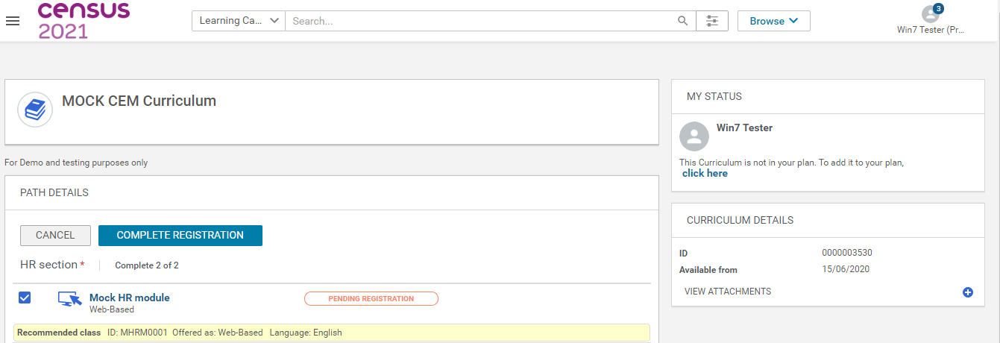 census
2021
Learning Ca...
Search...
Browse
3
Win7 Tester (Pr...
MOCK CEM Curriculum
For Demo and testing purposes only
PATH DETAILS
CANCEL
COMPLETE REGISTRATION
HR section *
Complete 2 of 2
Mock HR module
PENDING REGISTRATION
Web-Based
Recommended class ID: MHRM0001 Offered as: Web-Based Language: English
MY STATUS
Win7 Tester
This Curriculum is not in your plan. To add it to your plan,
click here
CURRICULUM DETAILS
ID 0000003530
Available from 15/06/2020
VIEW ATTACHMENTS